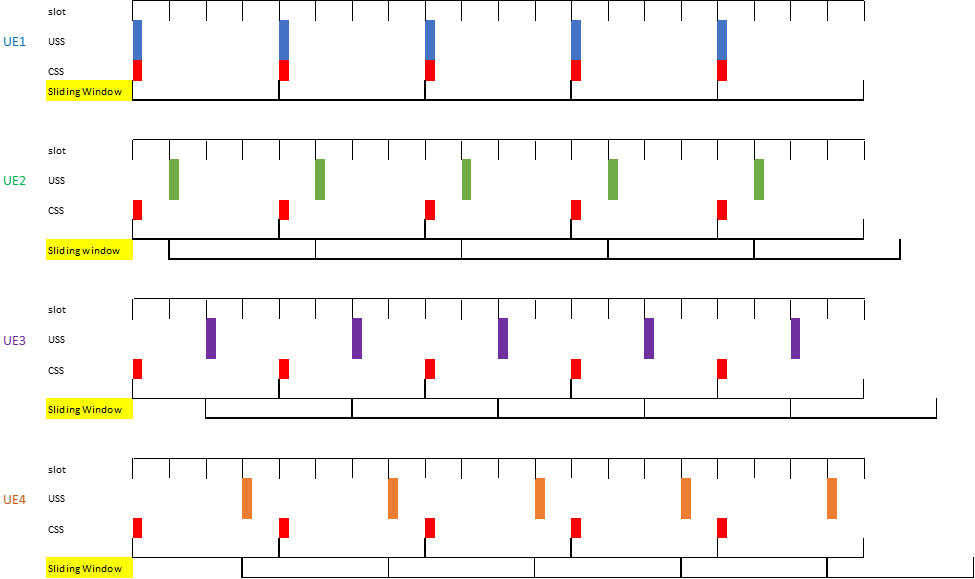 slot
UE1 USS
CSS
Sliding Window
slot
UE2 USS
CSS
Sliding window
slot
UE3 USS
CSS
Sliding Window
slot
UE4 USS
CSS
Sliding Window